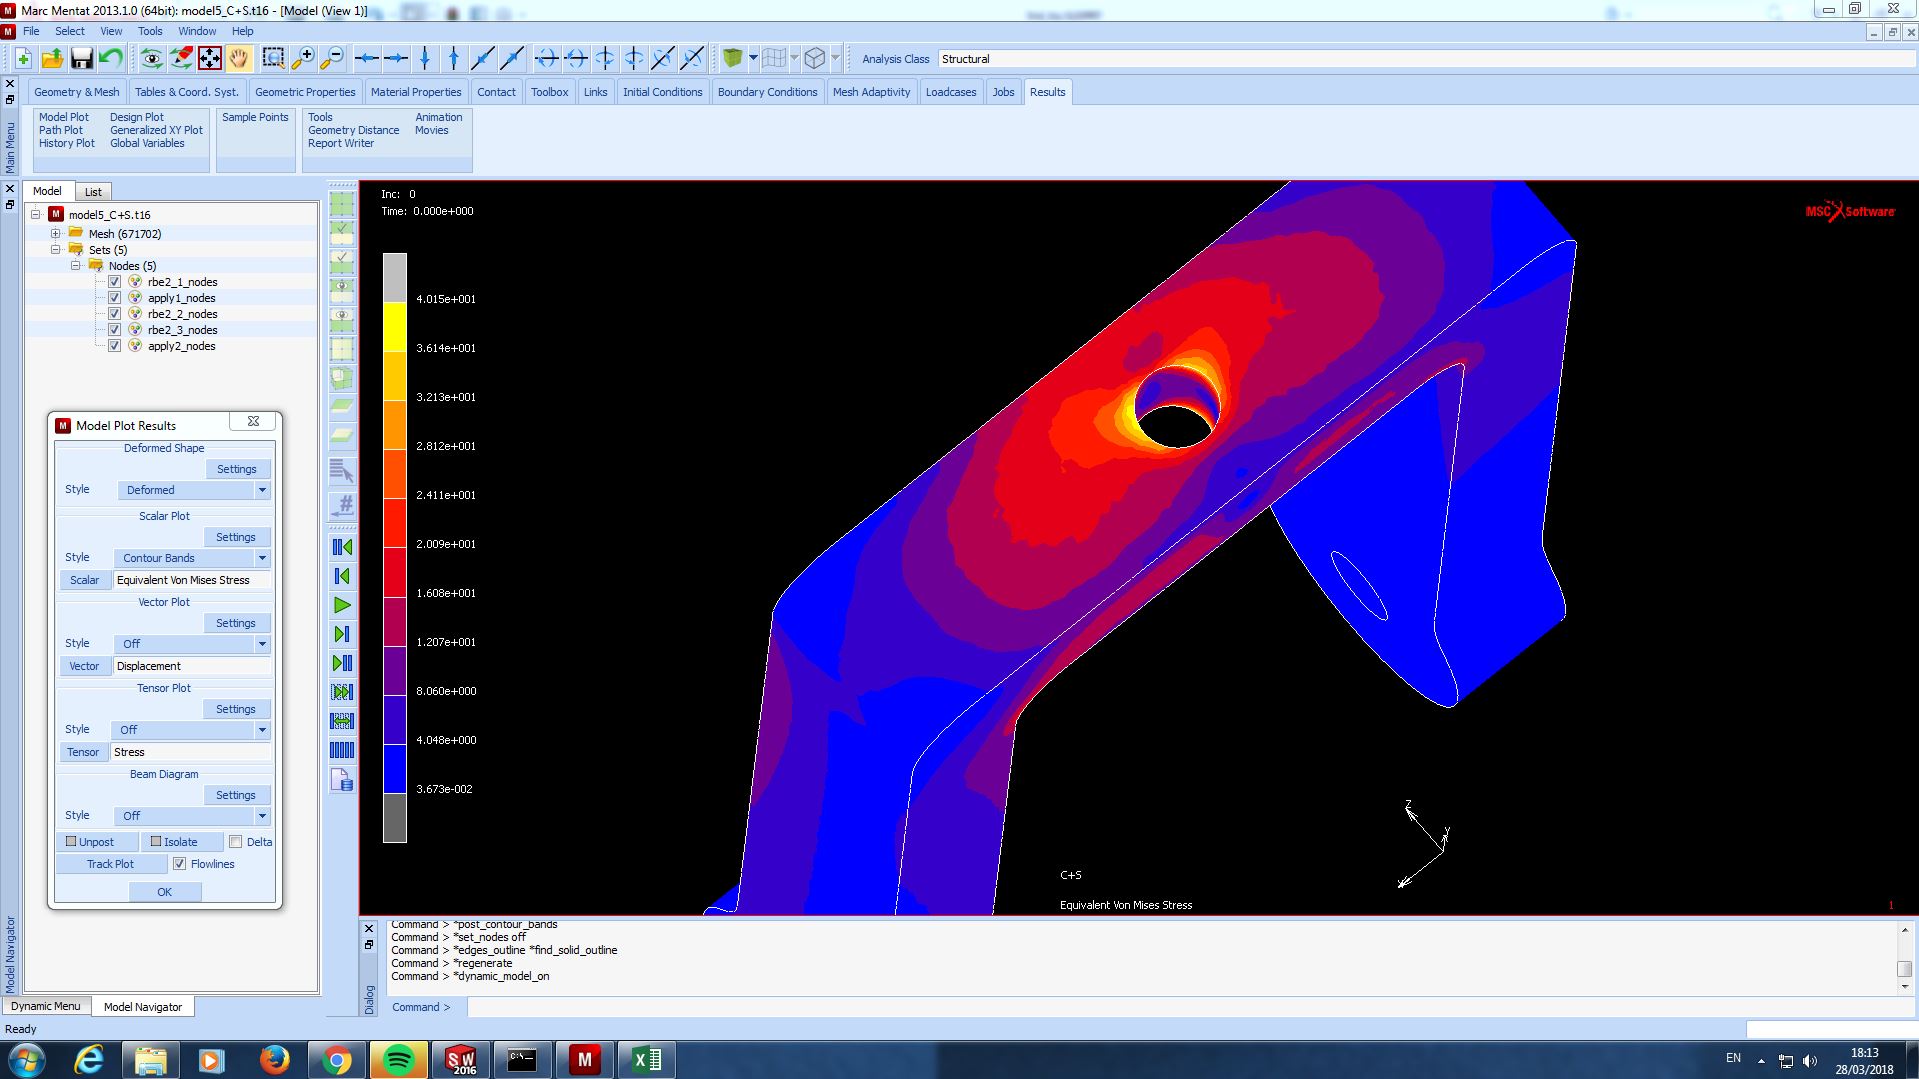 Marc Mentat 2013.1.0 (64bit): model5_C+S.t16 - [Model (View 1)]
File Select View Tools Window Help
Analysis Class Structural
Geometry & Mesh Tables & Coord. Syst. Geometric Properties Material Properties Contact Toolbox Links Initial Conditions Boundary Conditions Mesh Adaptivity Loadcases Jobs Results
Main Menu
Model Plot Design Plot Sample Points Tools Animation
Path Plot Generalized XY Plot Geometry Distance Movies
History Plot Global Variables Report Writer
Model List
model5_C+S.t16
Mesh (671702)
Sets (5)
Nodes (5)
rbe2_1_nodes
apply1_nodes
rbe2_2_nodes
rbe2_3_nodes
apply2_nodes
Model Plot Results
Deformed Shape
Settings
Style Deformed
Scalar Plot
Settings
Style Contour Bands
Scalar Equivalent Von Mises Stress
Vector Plot
Settings
Style Off
Vector Displacement
Tensor Plot
Settings
Style Off
Tensor Stress
Beam Diagram
Settings
Style Off
Unpost Isolate Delta
Track Plot Flowlines
OK
Model Navigator
Dynamic Menu Model Navigator
Ready
Inc: 0
Time: 0.000e+000
MSC Software
4.015e+001
3.614e+001
3.213e+001
2.812e+001
2.411e+001
2.009e+001
1.608e+001
1.207e+001
8.060e+000
4.048e+000
3.673e-002
Z
Y
X
C+S
Equivalent Von Mises Stress
1
Dialog
Command > *post_contour_bands
Command > *set_nodes off
Command > *edges_outline *find_solid_outline
Command > *regenerate
Command > *dynamic_model_on
Command >
SW
2016
C:\
EN
18:13
28/03/2018